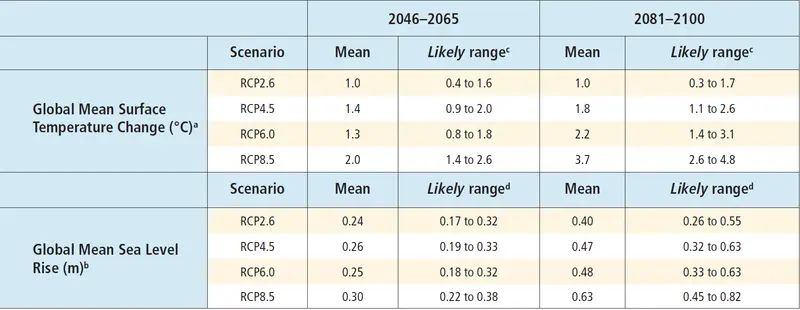 2046–2065 2081–2100
Scenario Mean Likely rangeᶜ Mean Likely rangeᶜ
Global Mean Surface
Temperature Change (°C)ᵃ
RCP2.6 1.0 0.4 to 1.6 1.0 0.3 to 1.7
RCP4.5 1.4 0.9 to 2.0 1.8 1.1 to 2.6
RCP6.0 1.3 0.8 to 1.8 2.2 1.4 to 3.1
RCP8.5 2.0 1.4 to 2.6 3.7 2.6 to 4.8
Scenario Mean Likely rangeᵈ Mean Likely rangeᵈ
Global Mean Sea Level
Rise (m)ᵇ
RCP2.6 0.24 0.17 to 0.32 0.40 0.26 to 0.55
RCP4.5 0.26 0.19 to 0.33 0.47 0.32 to 0.63
RCP6.0 0.25 0.18 to 0.32 0.48 0.33 to 0.63
RCP8.5 0.30 0.22 to 0.38 0.63 0.45 to 0.82